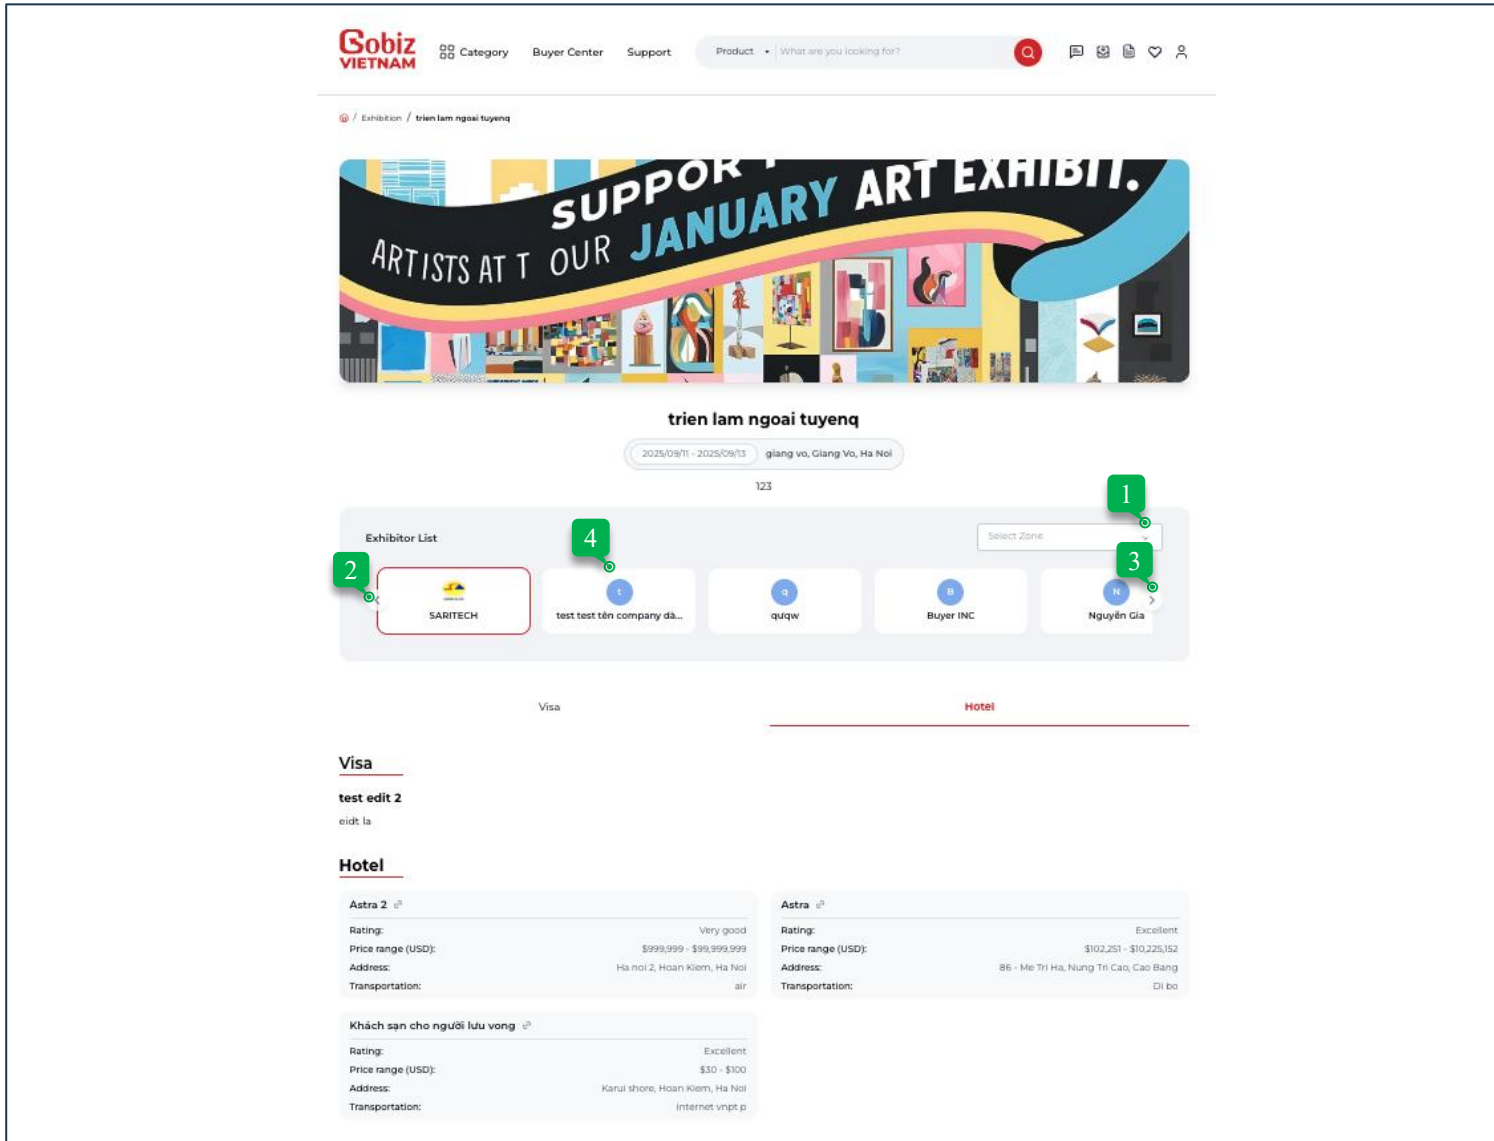 Gobiz
VIETNAM
Category
Buyer Center
Support
Product
What are you looking for?
/ Exhibition / trien lam ngoai tuyenq
SUPPORT
ARTISTS AT T OUR JANUARY ART EXHIBIT.
trien lam ngoai tuyenq
2025/09/11 - 2025/09/13 giang vo, Giang Vo, Ha Noi
123
1
Exhibitor List
4
Select Zone
2
3
t
q
B
N
SARITECH
test test tên company dà...
qưqw
Buyer INC
Nguyễn Gia
Visa
Hotel
Visa
test edit 2
eidt la
Hotel
Astra 2
Rating: Very good
Price range (USD): $999,999 - $99,999,999
Address: Ha noi 2, Hoan Kiem, Ha Noi
Transportation: air
Astra
Rating: Excellent
Price range (USD): $102,251 - $10,225,152
Address: 86 - Me Tri Ha, Nung Tri Cao, Cao Bang
Transportation: Di bo
Khách sạn cho người lưu vong
Rating: Excellent
Price range (USD): $30 - $100
Address: Karui shore, Hoan Kiem, Ha Noi
Transportation: internet vnpt p